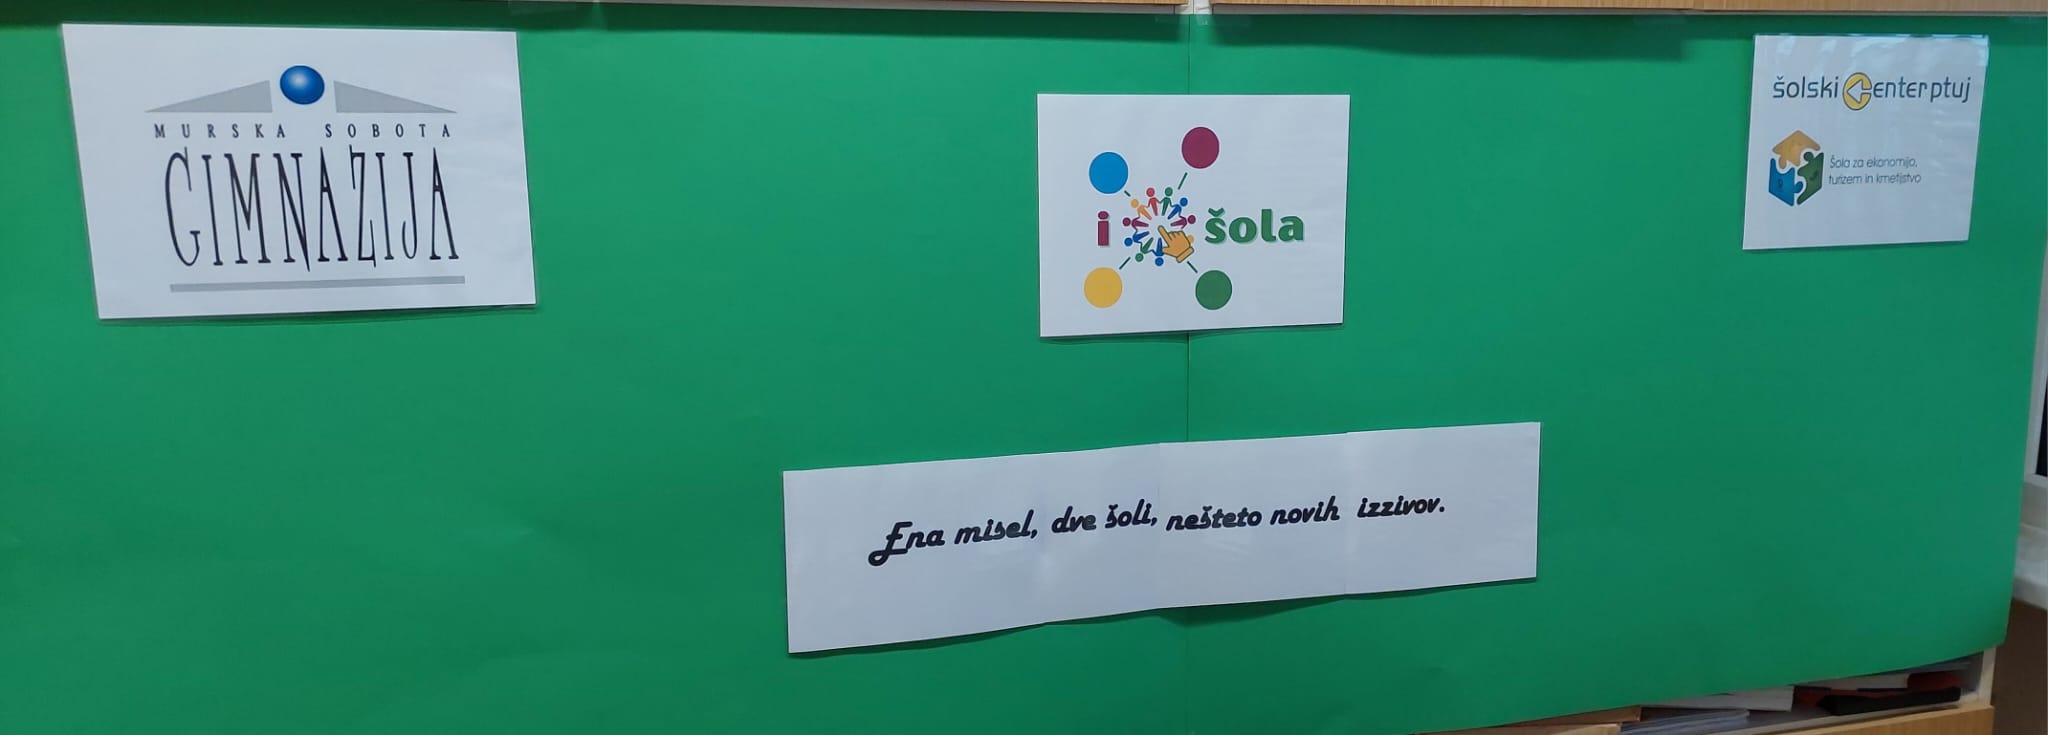 MURSKA SOBOTA
GIMNAZIJA
i šola
šolski Center ptuj
Šola za ekonomijo,
turizem in kmetijstvo
Ena misel, dve šoli, nešteto novih izzivov.